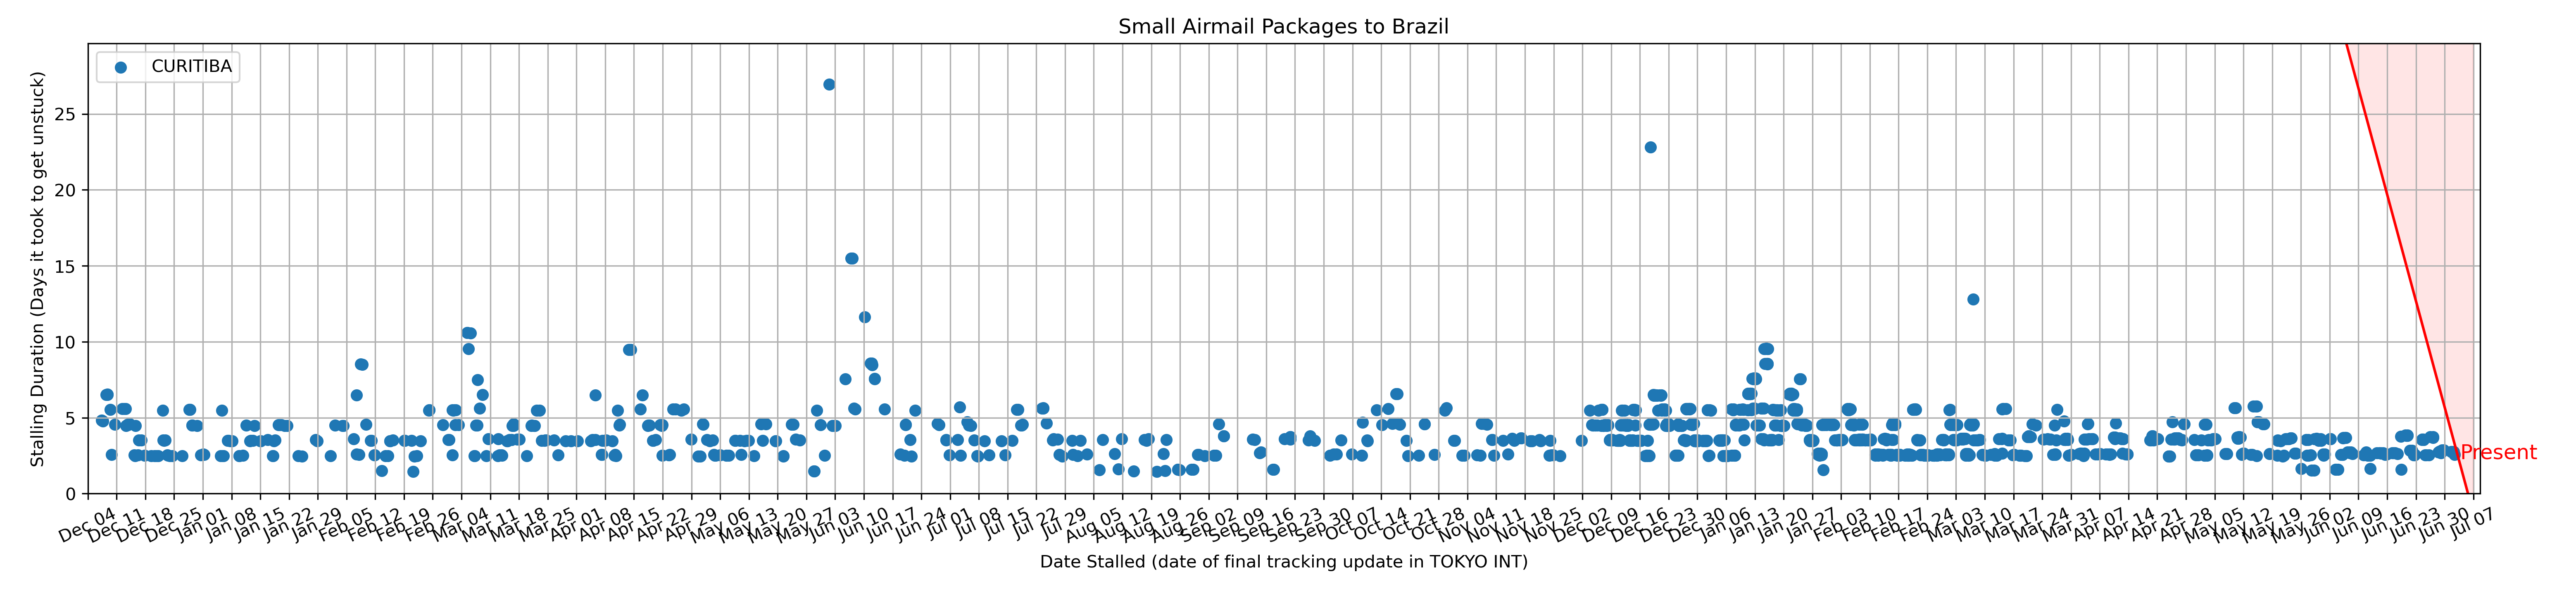 Small Airmail Packages to Brazil
CURITIBA
Stalling Duration (Days it took to get unstuck)
25
20
15
10
5
0
Present
Dec 04 Dec 11 Dec 18 Dec 25 Jan 01 Jan 08 Jan 15 Jan 22 Jan 29 Feb 05 Feb 12 Feb 19 Feb 26 Mar 04 Mar 11 Mar 18 Mar 25 Apr 01 Apr 08 Apr 15 Apr 22 Apr 29 May 06 May 13 May 20 May 27 Jun 03 Jun 10 Jun 17 Jun 24 Jul 01 Jul 08 Jul 15 Jul 22 Jul 29 Aug 05 Aug 12 Aug 19 Aug 26 Sep 02 Sep 09 Sep 16 Sep 23 Sep 30 Oct 07 Oct 14 Oct 21 Oct 28 Nov 04 Nov 11 Nov 18 Nov 25 Dec 02 Dec 09 Dec 16 Dec 23 Dec 30 Jan 06 Jan 13 Jan 20 Jan 27 Feb 03 Feb 10 Feb 17 Feb 24 Mar 03 Mar 10 Mar 17 Mar 24 Mar 31 Apr 07 Apr 14 Apr 21 Apr 28 May 05 May 12 May 19 May 26 Jun 02 Jun 09 Jun 16 Jun 23 Jun 30 Jul 07
Date Stalled (date of final tracking update in TOKYO INT)